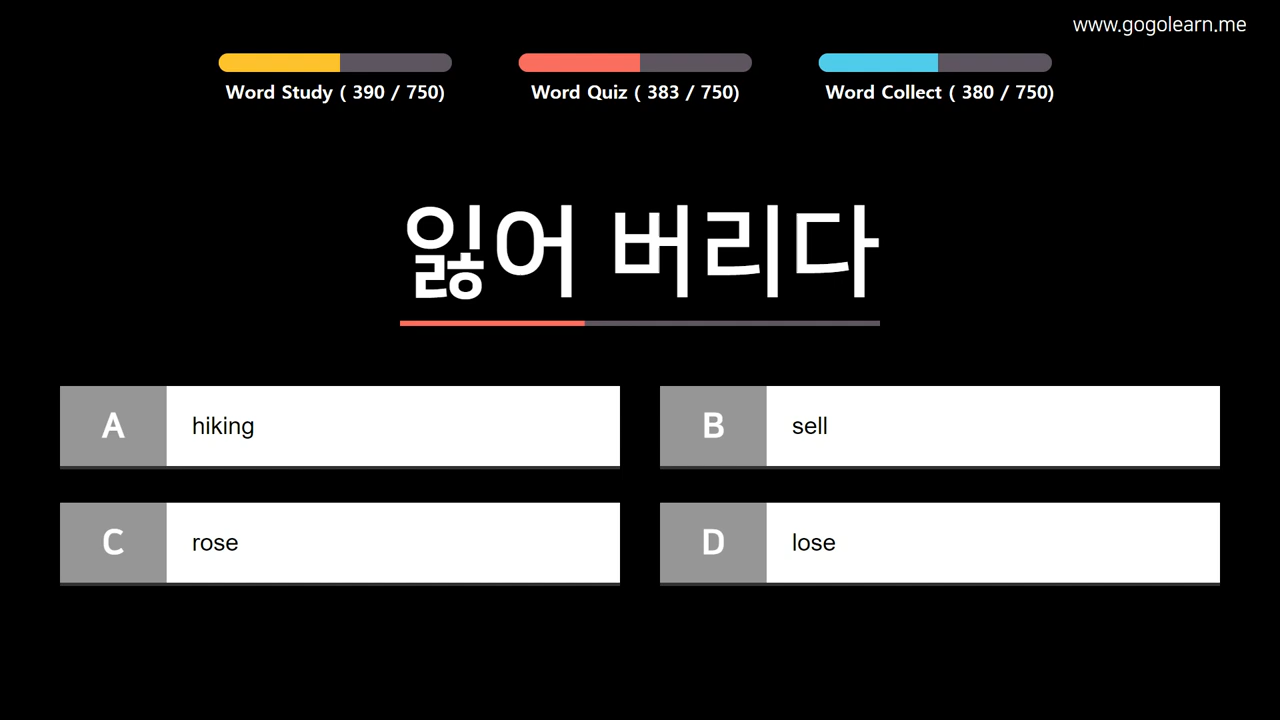 www.gogolearn.me
Word Study ( 390 / 750)
Word Quiz ( 383 / 750)
Word Collect ( 380 / 750)
잃어 버리다
A hiking
B sell
C rose
D lose